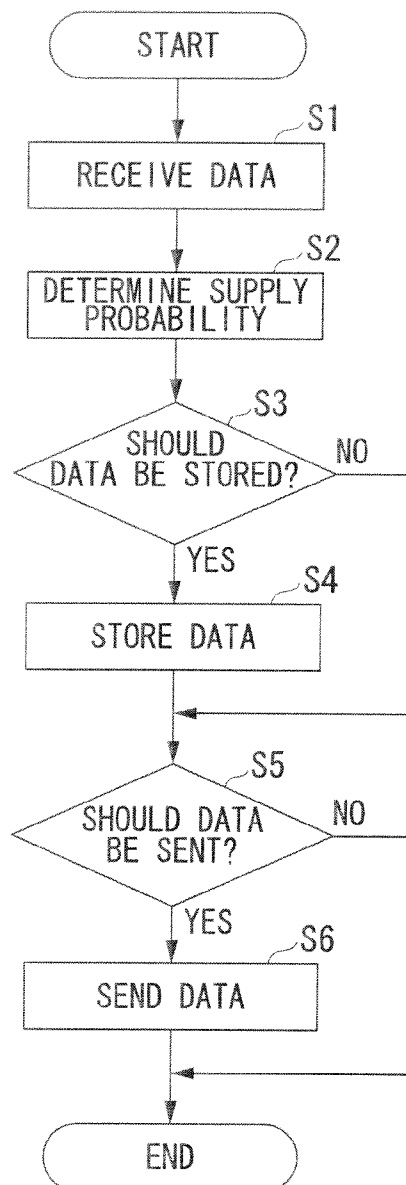 START
S1
RECEIVE DATA
S2
DETERMINE SUPPLY
PROBABILITY
S3
SHOULD
DATA BE STORED?
NO
YES
S4
STORE DATA
S5
SHOULD DATA
BE SENT?
NO
YES
S6
SEND DATA
END